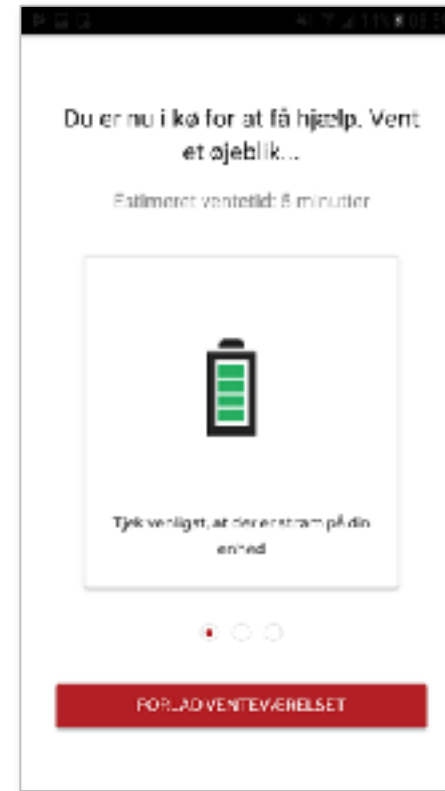 Du er nu i kø for at få hjælp. Vent
et øjeblik...
Estimeret ventetid: 8 minutter
Tjek venligst, at der er strøm på din
enhed
FORLAD VENTEVÆRELSET